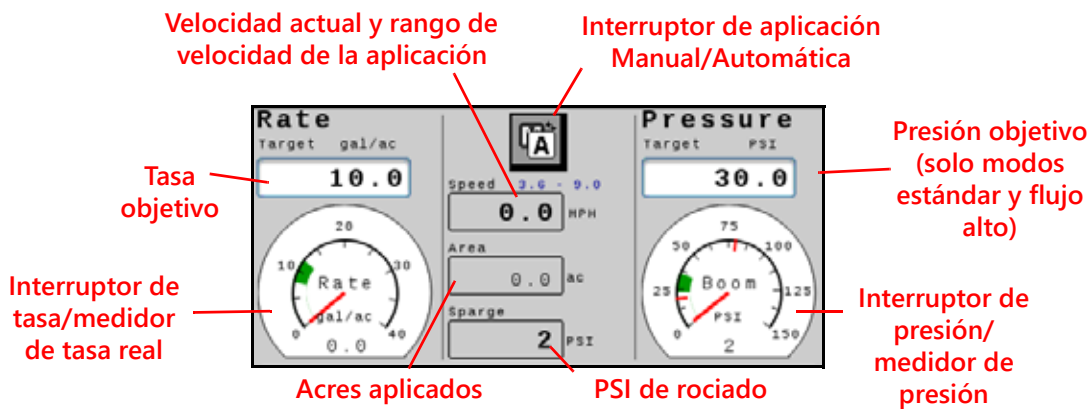 Velocidad actual y rango de
velocidad de la aplicación
Interruptor de aplicación
Manual/Automática
Rate
Target gal/ac
10.0
Tasa
objetivo
20
10
30
Rate
gal/ac
0
40
0.0
Interruptor de
tasa/medidor
de tasa real
A
Speed 3.6 - 9.0
0.0 MPH
Area
0.0 ac
Sparge
2 PSI
Acres aplicados
PSI de rociado
Pressure
Target PSI
30.0
Presión objetivo
(solo modos
estándar y flujo
alto)
75
50
100
25
Boom
125
PSI
0
150
2
Interruptor de
presión/
medidor de
presión